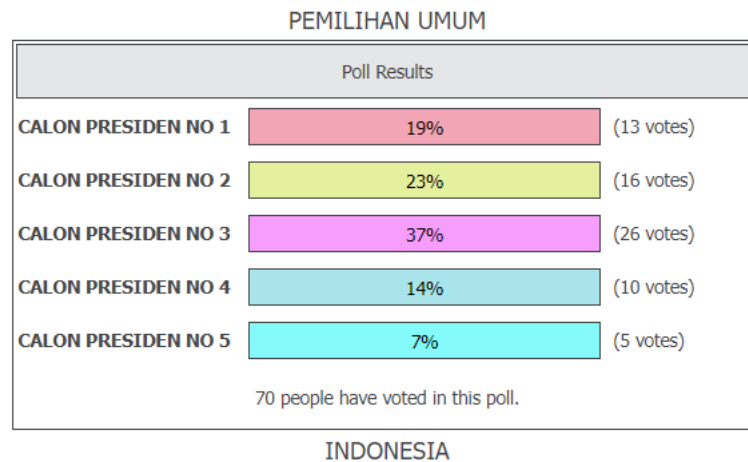 PEMILIHAN UMUM
Poll Results
CALON PRESIDEN NO 1 19% (13 votes)
CALON PRESIDEN NO 2 23% (16 votes)
CALON PRESIDEN NO 3 37% (26 votes)
CALON PRESIDEN NO 4 14% (10 votes)
CALON PRESIDEN NO 5 7% (5 votes)
70 people have voted in this poll.
INDONESIA